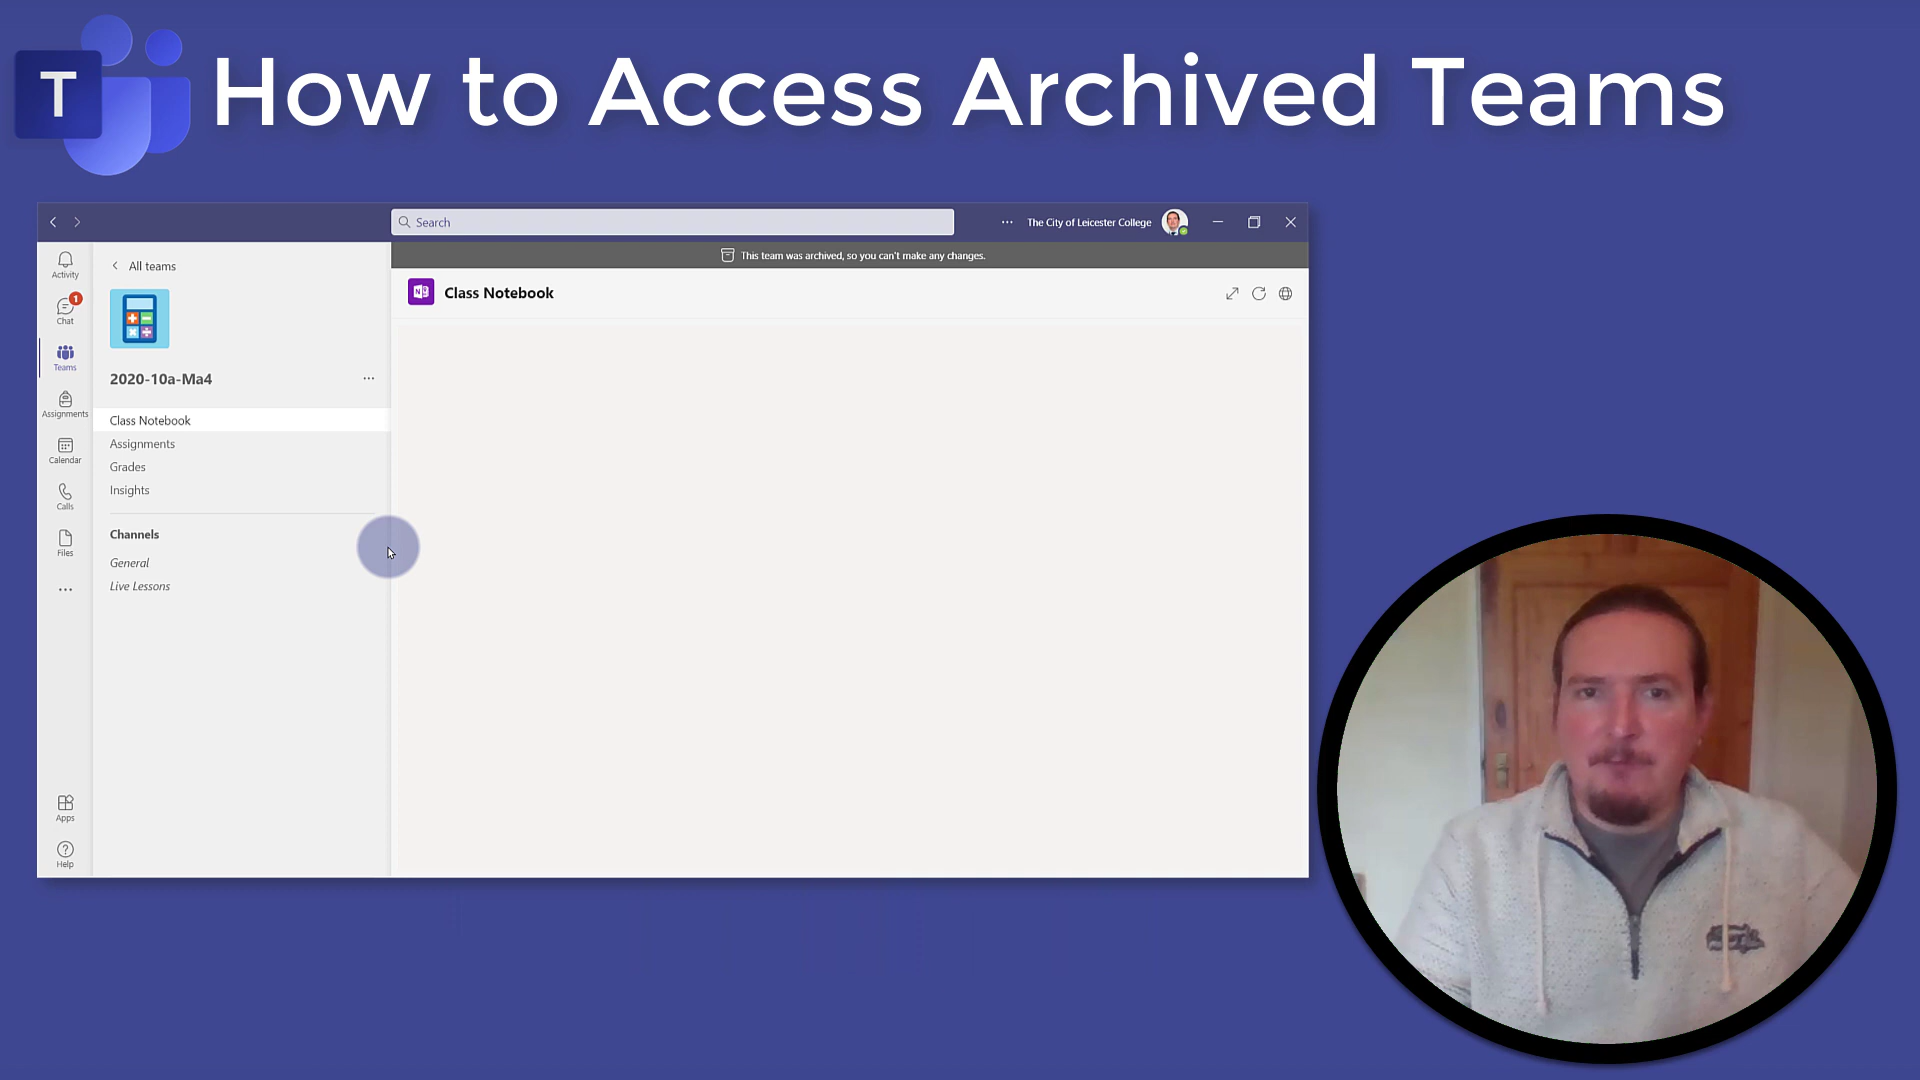 T
How to Access Archived Teams
Search
The City of Leicester College
This team was archived, so you can't make any changes.
Activity
1
Chat
Teams
Assignments
Calendar
Calls
Files
Apps
Help
All teams
2020-10a-Ma4
Class Notebook
Assignments
Grades
Insights
Channels
General
Live Lessons
N
Class Notebook